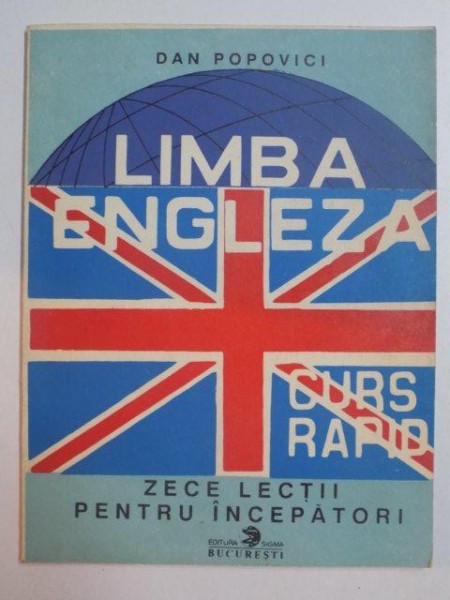 DAN POPOVICI
LIMBA
ENGLEZA
CURS
RAPID
ZECE LECȚII
PENTRU ÎNCEPĂTORI
EDITURA SIGMA
BUCUREȘTI